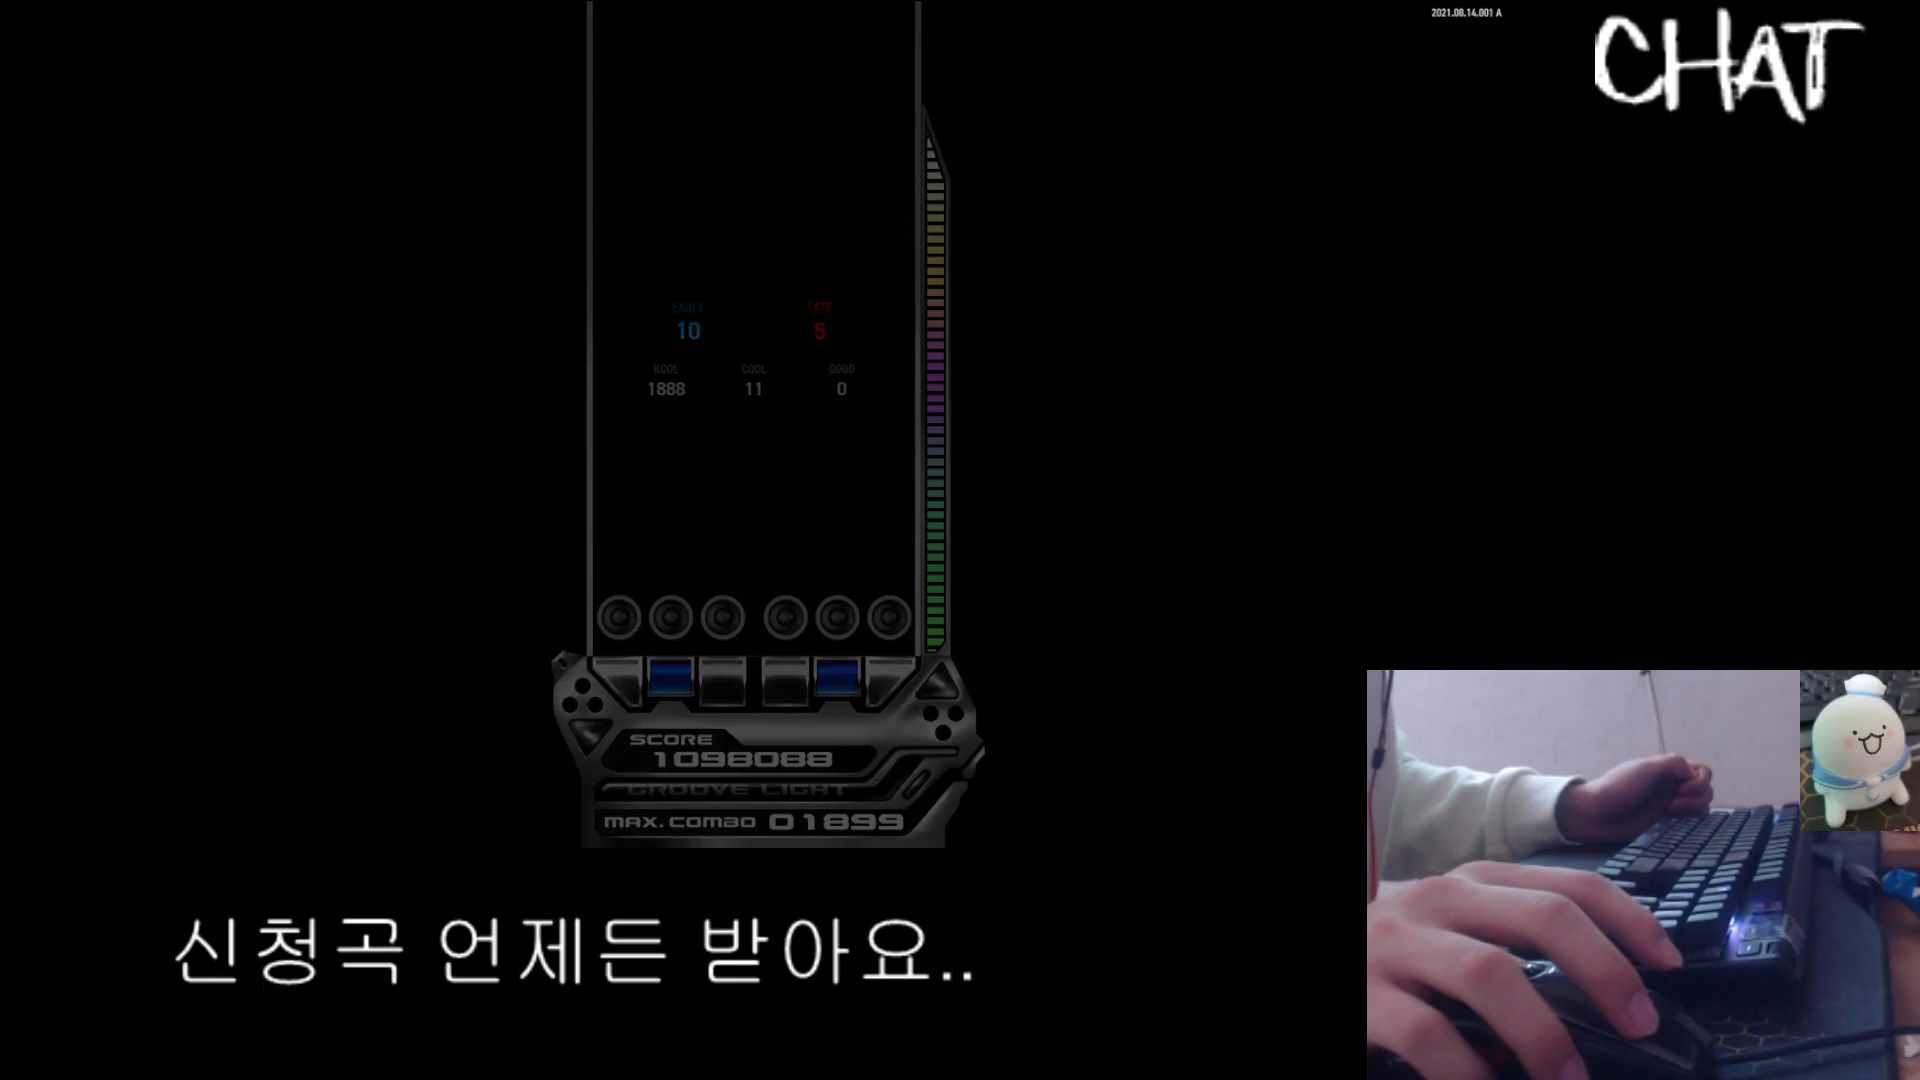 2021.08.14.001 A
CHAT
EARLY LATE
10 5
KOOL COOL GOOD
1888 11 0
SCORE
1098088
GROOVE LIGHT
MAX. COMBO 01899
신청곡 언제든 받아요..